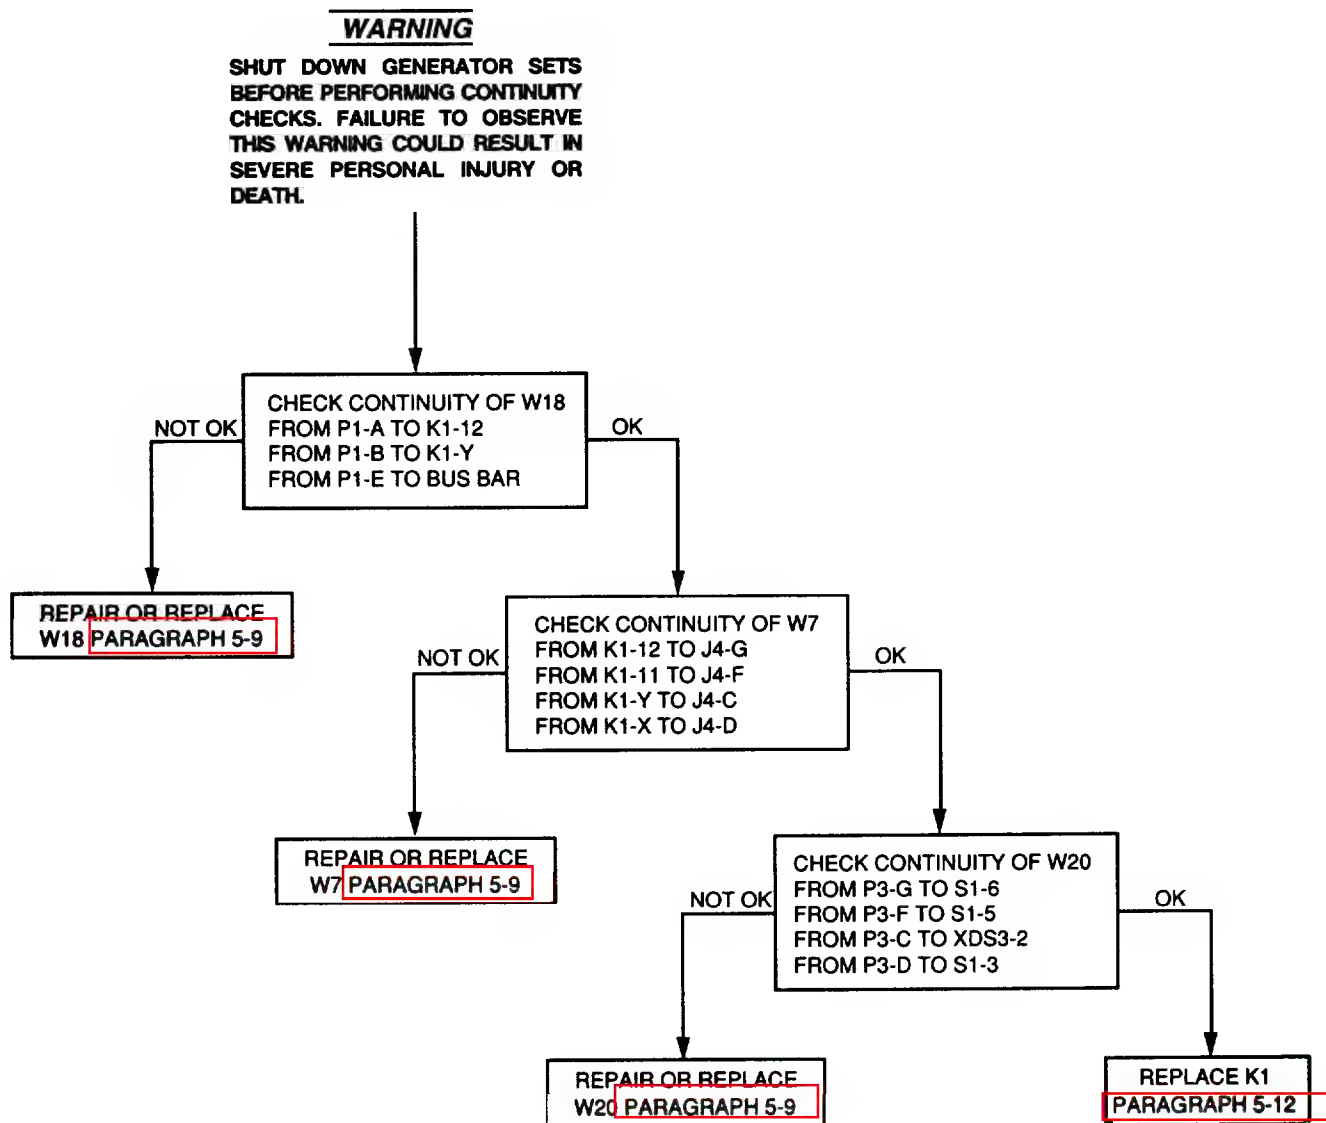 WARNING
SHUT DOWN GENERATOR SETS
BEFORE PERFORMING CONTINUITY
CHECKS. FAILURE TO OBSERVE
THIS WARNING COULD RESULT IN
SEVERE PERSONAL INJURY OR
DEATH.
CHECK CONTINUITY OF W18
FROM P1-A TO K1-12
FROM P1-B TO K1-Y
FROM P1-E TO BUS BAR
NOT OK
OK
REPAIR OR REPLACE
W18 PARAGRAPH 5-9
CHECK CONTINUITY OF W7
FROM K1-12 TO J4-G
FROM K1-11 TO J4-F
FROM K1-Y TO J4-C
FROM K1-X TO J4-D
NOT OK
OK
REPAIR OR REPLACE
W7 PARAGRAPH 5-9
CHECK CONTINUITY OF W20
FROM P3-G TO S1-6
FROM P3-F TO S1-5
FROM P3-C TO XDS3-2
FROM P3-D TO S1-3
NOT OK
OK
REPAIR OR REPLACE
W20 PARAGRAPH 5-9
REPLACE K1
PARAGRAPH 5-12